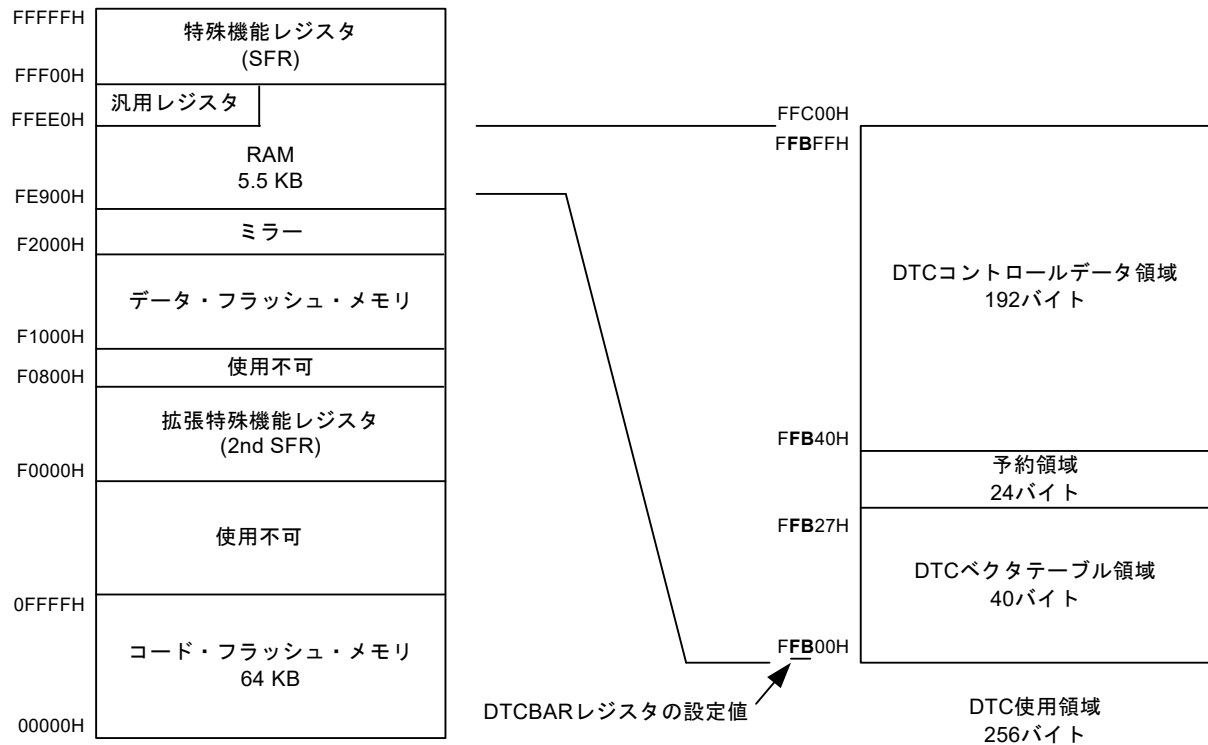 FFFFFH
特殊機能レジスタ
(SFR)
FFF00H
汎用レジスタ
FFEE0H
RAM
5.5 KB
FE900H
ミラー
F2000H
データ・フラッシュ・メモリ
F1000H
使用不可
F0800H
拡張特殊機能レジスタ
(2nd SFR)
F0000H
使用不可
0FFFFH
コード・フラッシュ・メモリ
64 KB
00000H
FFC00H
FFBFFH
DTCコントロールデータ領域
192バイト
FFB40H
予約領域
24バイト
FFB27H
DTCベクタテーブル領域
40バイト
FFB00H
DTCBARレジスタの設定値
DTC使用領域
256バイト